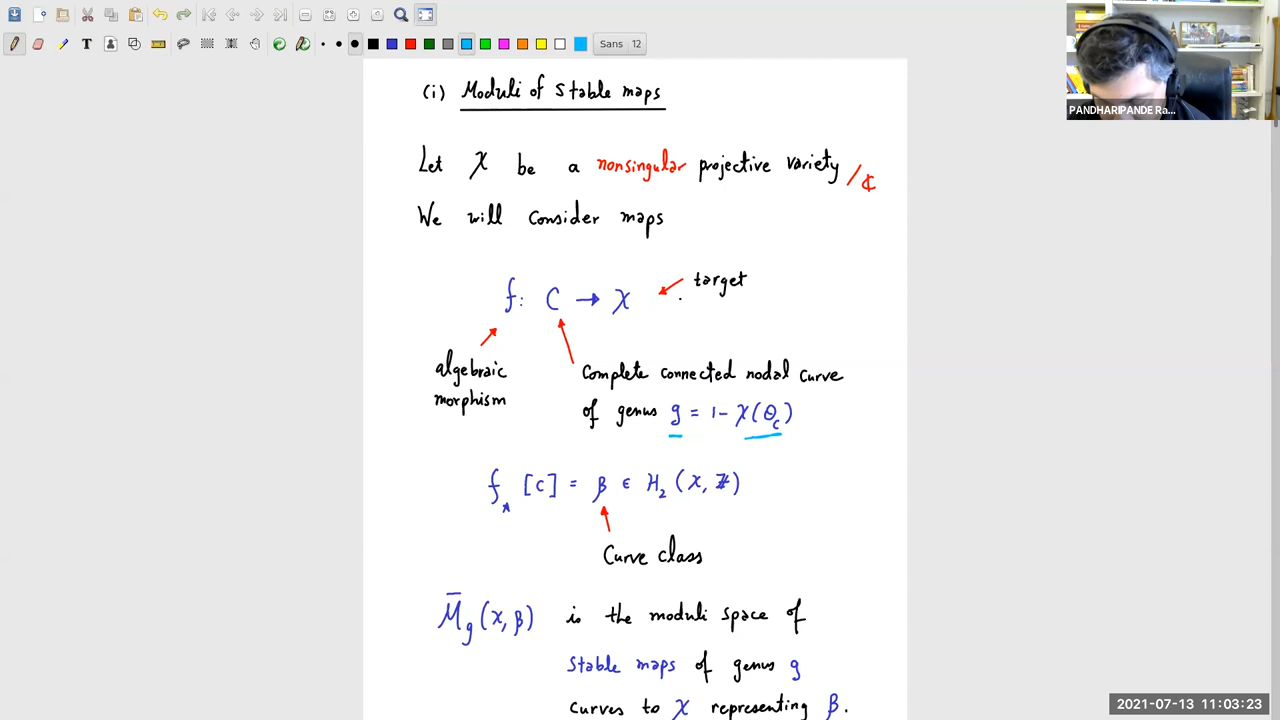 Sans 12
PANDHARIPANDE Ra...
(i) Moduli of Stable maps
Let X be a nonsingular projective variety /ℂ
We will consider maps
target
f: C → X
algebraic morphism
Complete connected nodal curve
of genus g = 1 - χ(O_C)
f_* [C] = β ∈ H_2 (X, ℤ)
Curve class
M̄_g (X, β) is the moduli space of
Stable maps of genus g
curves to X representing β.
2021-07-13 11:03:23